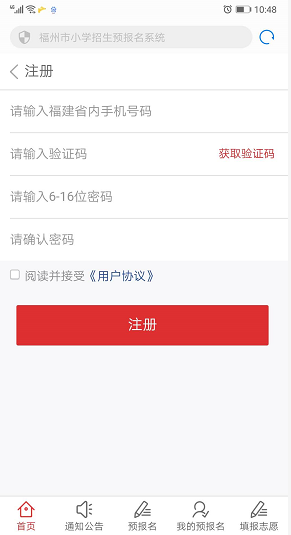 10:48
福州市小学招生预报名系统
注册
请输入福建省内手机号码
请输入验证码 获取验证码
请输入6-16位密码
请确认密码
阅读并接受《用户协议》
注册
首页 通知公告 预报名 我的预报名 填报志愿